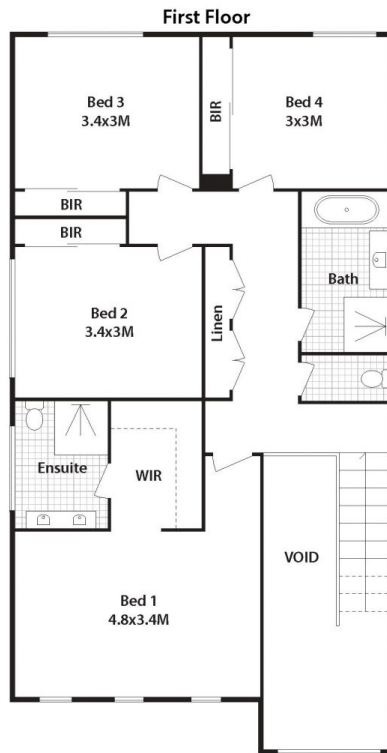 First Floor
Bed 3
3.4x3M
BIR
Bed 4
3x3M
BIR
BIR
Bed 2
3.4x3M
Linen
Bath
Ensuite
WIR
VOID
Bed 1
4.8x3.4M